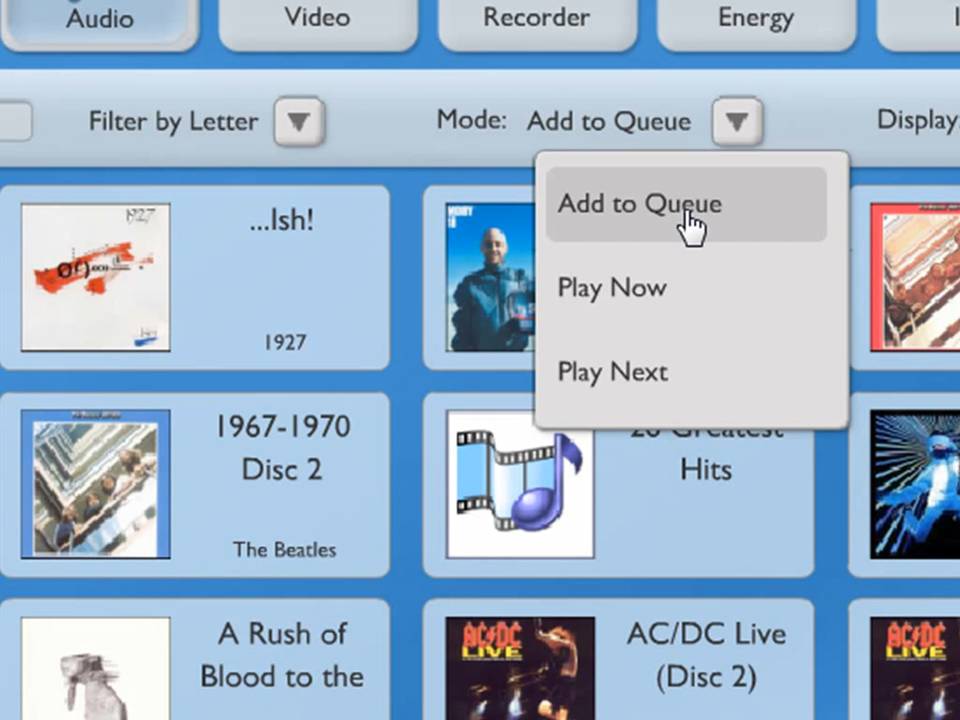 Audio
Video
Recorder
Energy
Filter by Letter
Mode:
Add to Queue
Display:
Add to Queue
Play Now
Play Next
1927
...Ish!
1927
MOBY
18
1967-1970
Disc 2
The Beatles
Hits
A Rush of
Blood to the
AC/DC
LIVE
AC/DC Live
(Disc 2)
AC/DC
LIVE